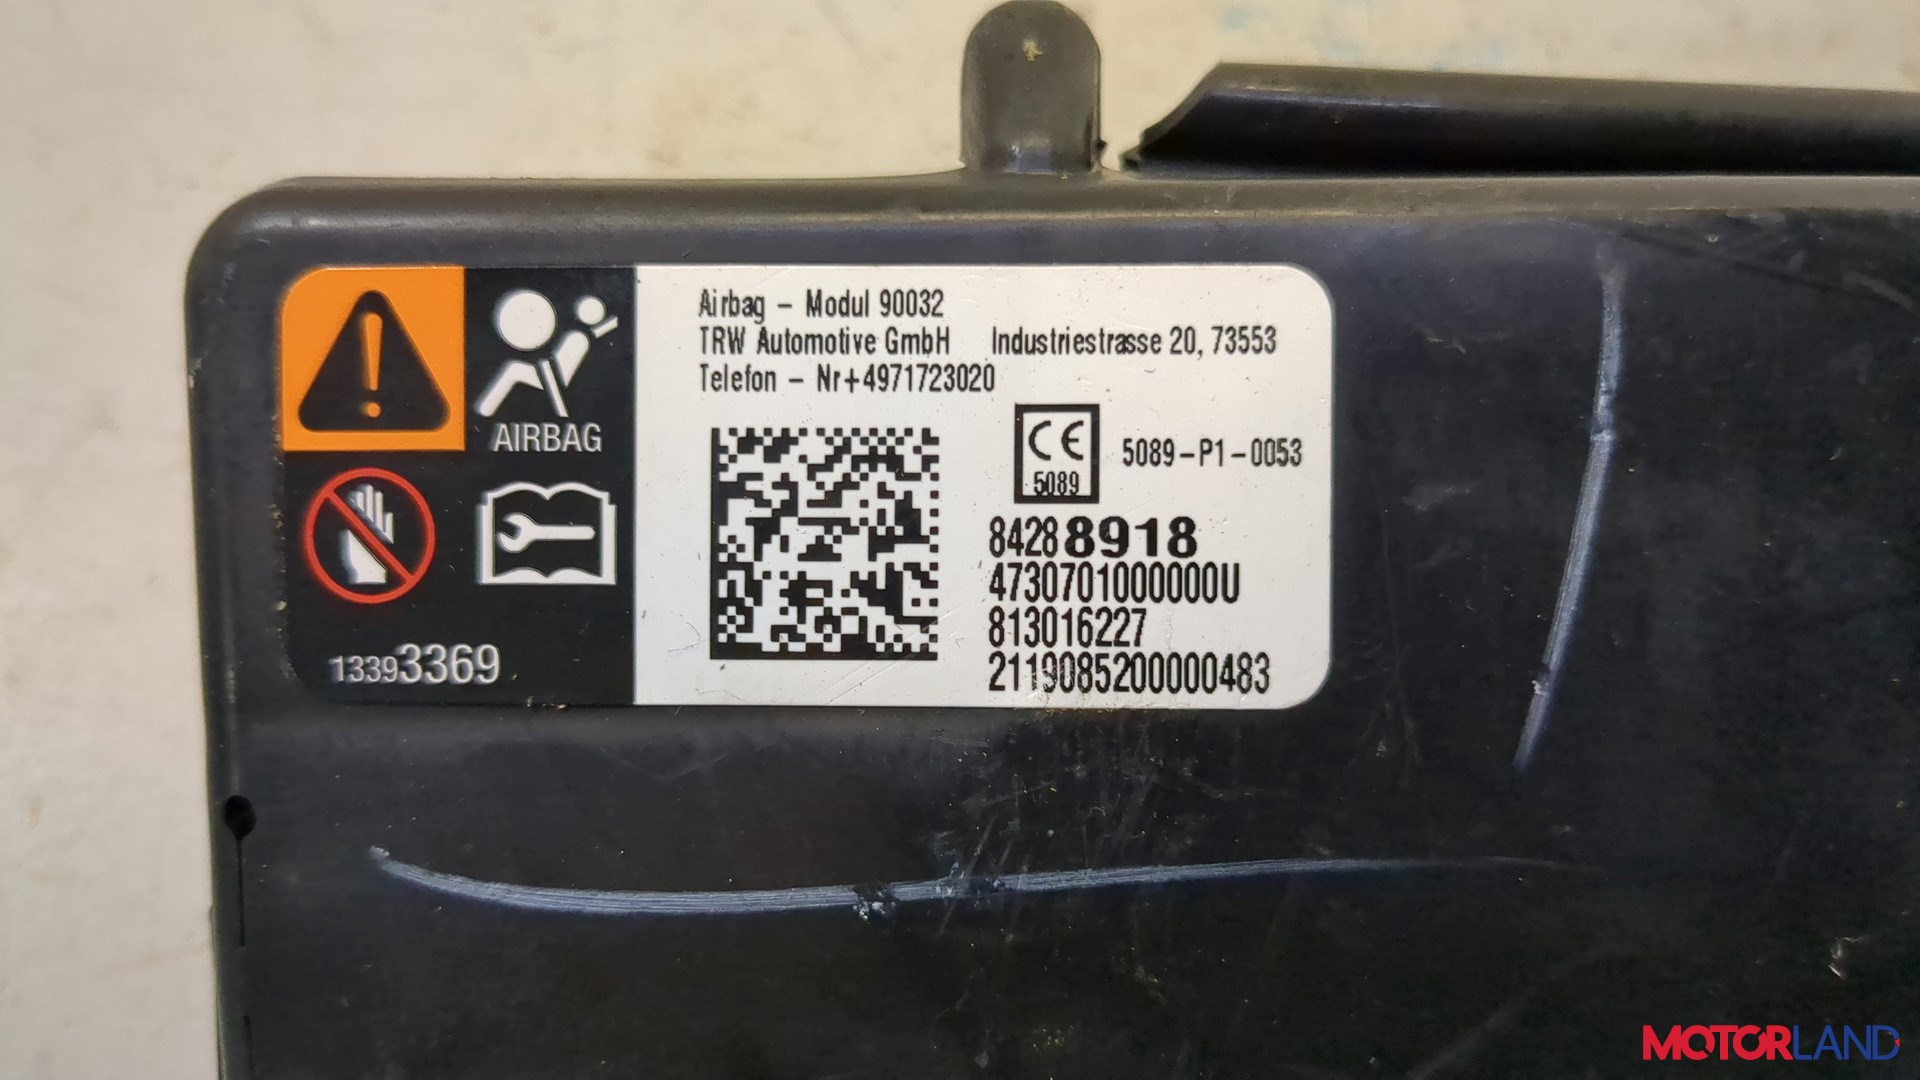 Airbag - Modul 90032
TRW Automotive GmbH Industriestrasse 20, 73553
Telefon - Nr+4971723020
AIRBAG
CE
5089
5089-P1-0053
84288918
4730701000000U
813016227
2119085200000483
13393369
MOTORLAND